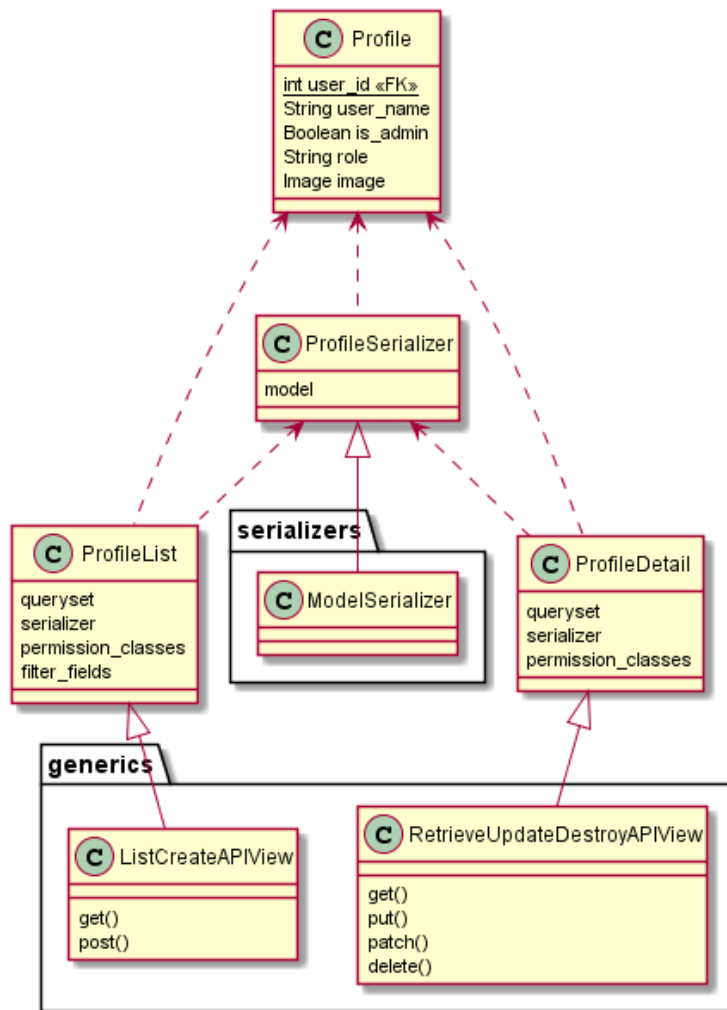 C Profile
int user_id «FK»
String user_name
Boolean is_admin
String role
Image image
C ProfileSerializer
model
C ProfileList
queryset
serializer
permission_classes
filter_fields
serializers
C ModelSerializer
C ProfileDetail
queryset
serializer
permission_classes
generics
C ListCreateAPIView
get()
post()
C RetrieveUpdateDestroyAPIView
get()
put()
patch()
delete()